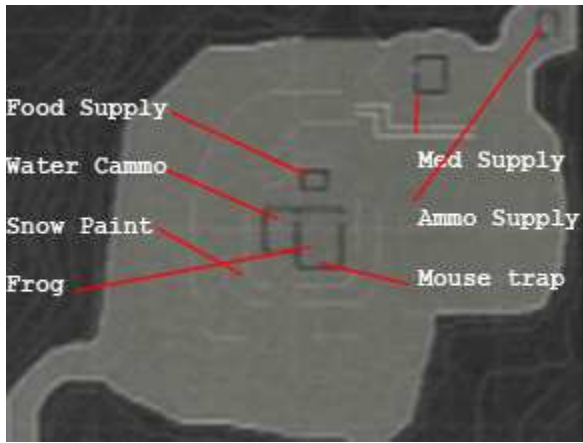 Food Supply
Water Cammo
Snow Paint
Frog
Med Supply
Ammo Supply
Mouse trap